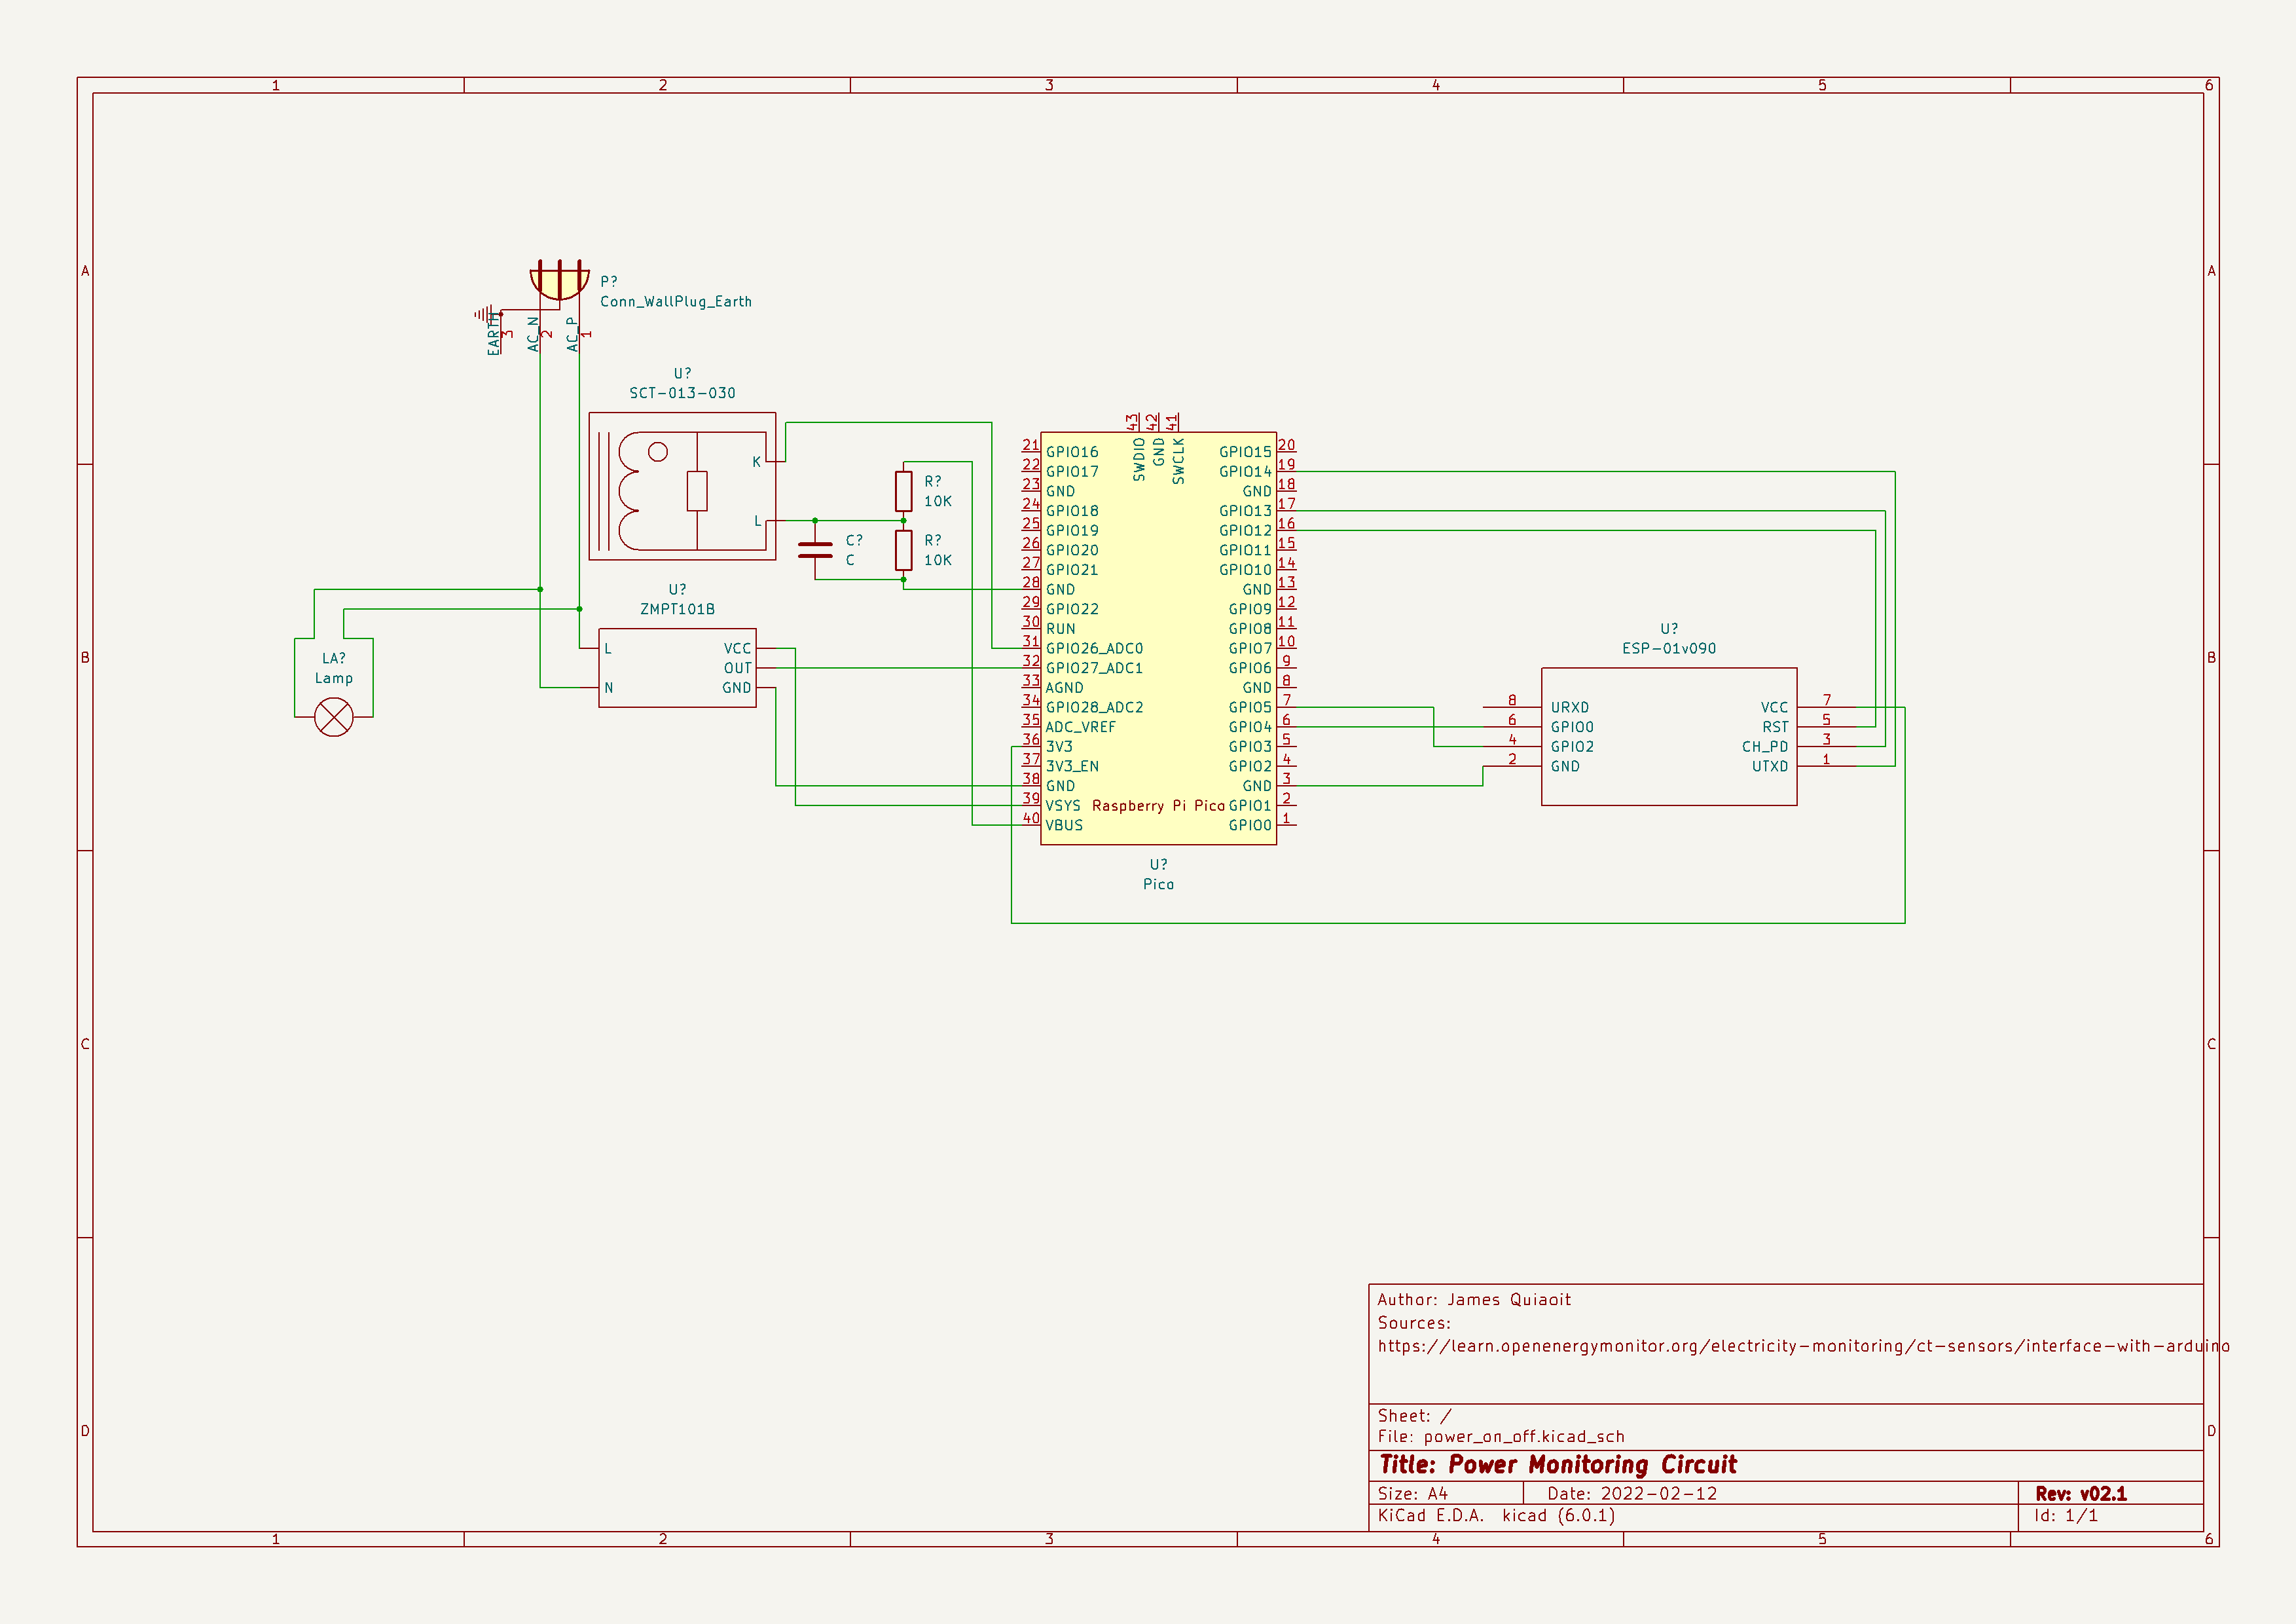 1 2 3 4 5 6
A A
P?
Conn_WallPlug_Earth
EARTH 3
AC_N 2
AC_P 1
U?
SCT-013-030
K
L
R?
10K
R?
10K
C?
C
U?
ZMPT101B
L
N
VCC
OUT
GND
LA?
Lamp
B B
43 SWDIO
42 GND
41 SWCLK
21 GPIO16 GPIO15 20
22 GPIO17 GPIO14 19
23 GND GND 18
24 GPIO18 GPIO13 17
25 GPIO19 GPIO12 16
26 GPIO20 GPIO11 15
27 GPIO21 GPIO10 14
28 GND GND 13
29 GPIO22 GPIO9 12
30 RUN GPIO8 11
31 GPIO26_ADC0 GPIO7 10
32 GPIO27_ADC1 GPIO6 9
33 AGND GND 8
34 GPIO28_ADC2 GPIO5 7
35 ADC_VREF GPIO4 6
36 3V3 GPIO3 5
37 3V3_EN GPIO2 4
38 GND GND 3
39 VSYS Raspberry Pi Pico GPIO1 2
40 VBUS GPIO0 1
U?
Pico
U?
ESP-01v090
8 URXD VCC 7
6 GPIO0 RST 5
4 GPIO2 CH_PD 3
2 GND UTXD 1
C C
Author: James Quiaoit
Sources:
https://learn.openenergymonitor.org/electricity-monitoring/ct-sensors/interface-with-arduino
Sheet: /
File: power_on_off.kicad_sch
D D
Title: Power Monitoring Circuit
Size: A4 Date: 2022-02-12 Rev: v02.1
KiCad E.D.A. kicad (6.0.1) Id: 1/1
1 2 3 4 5 6